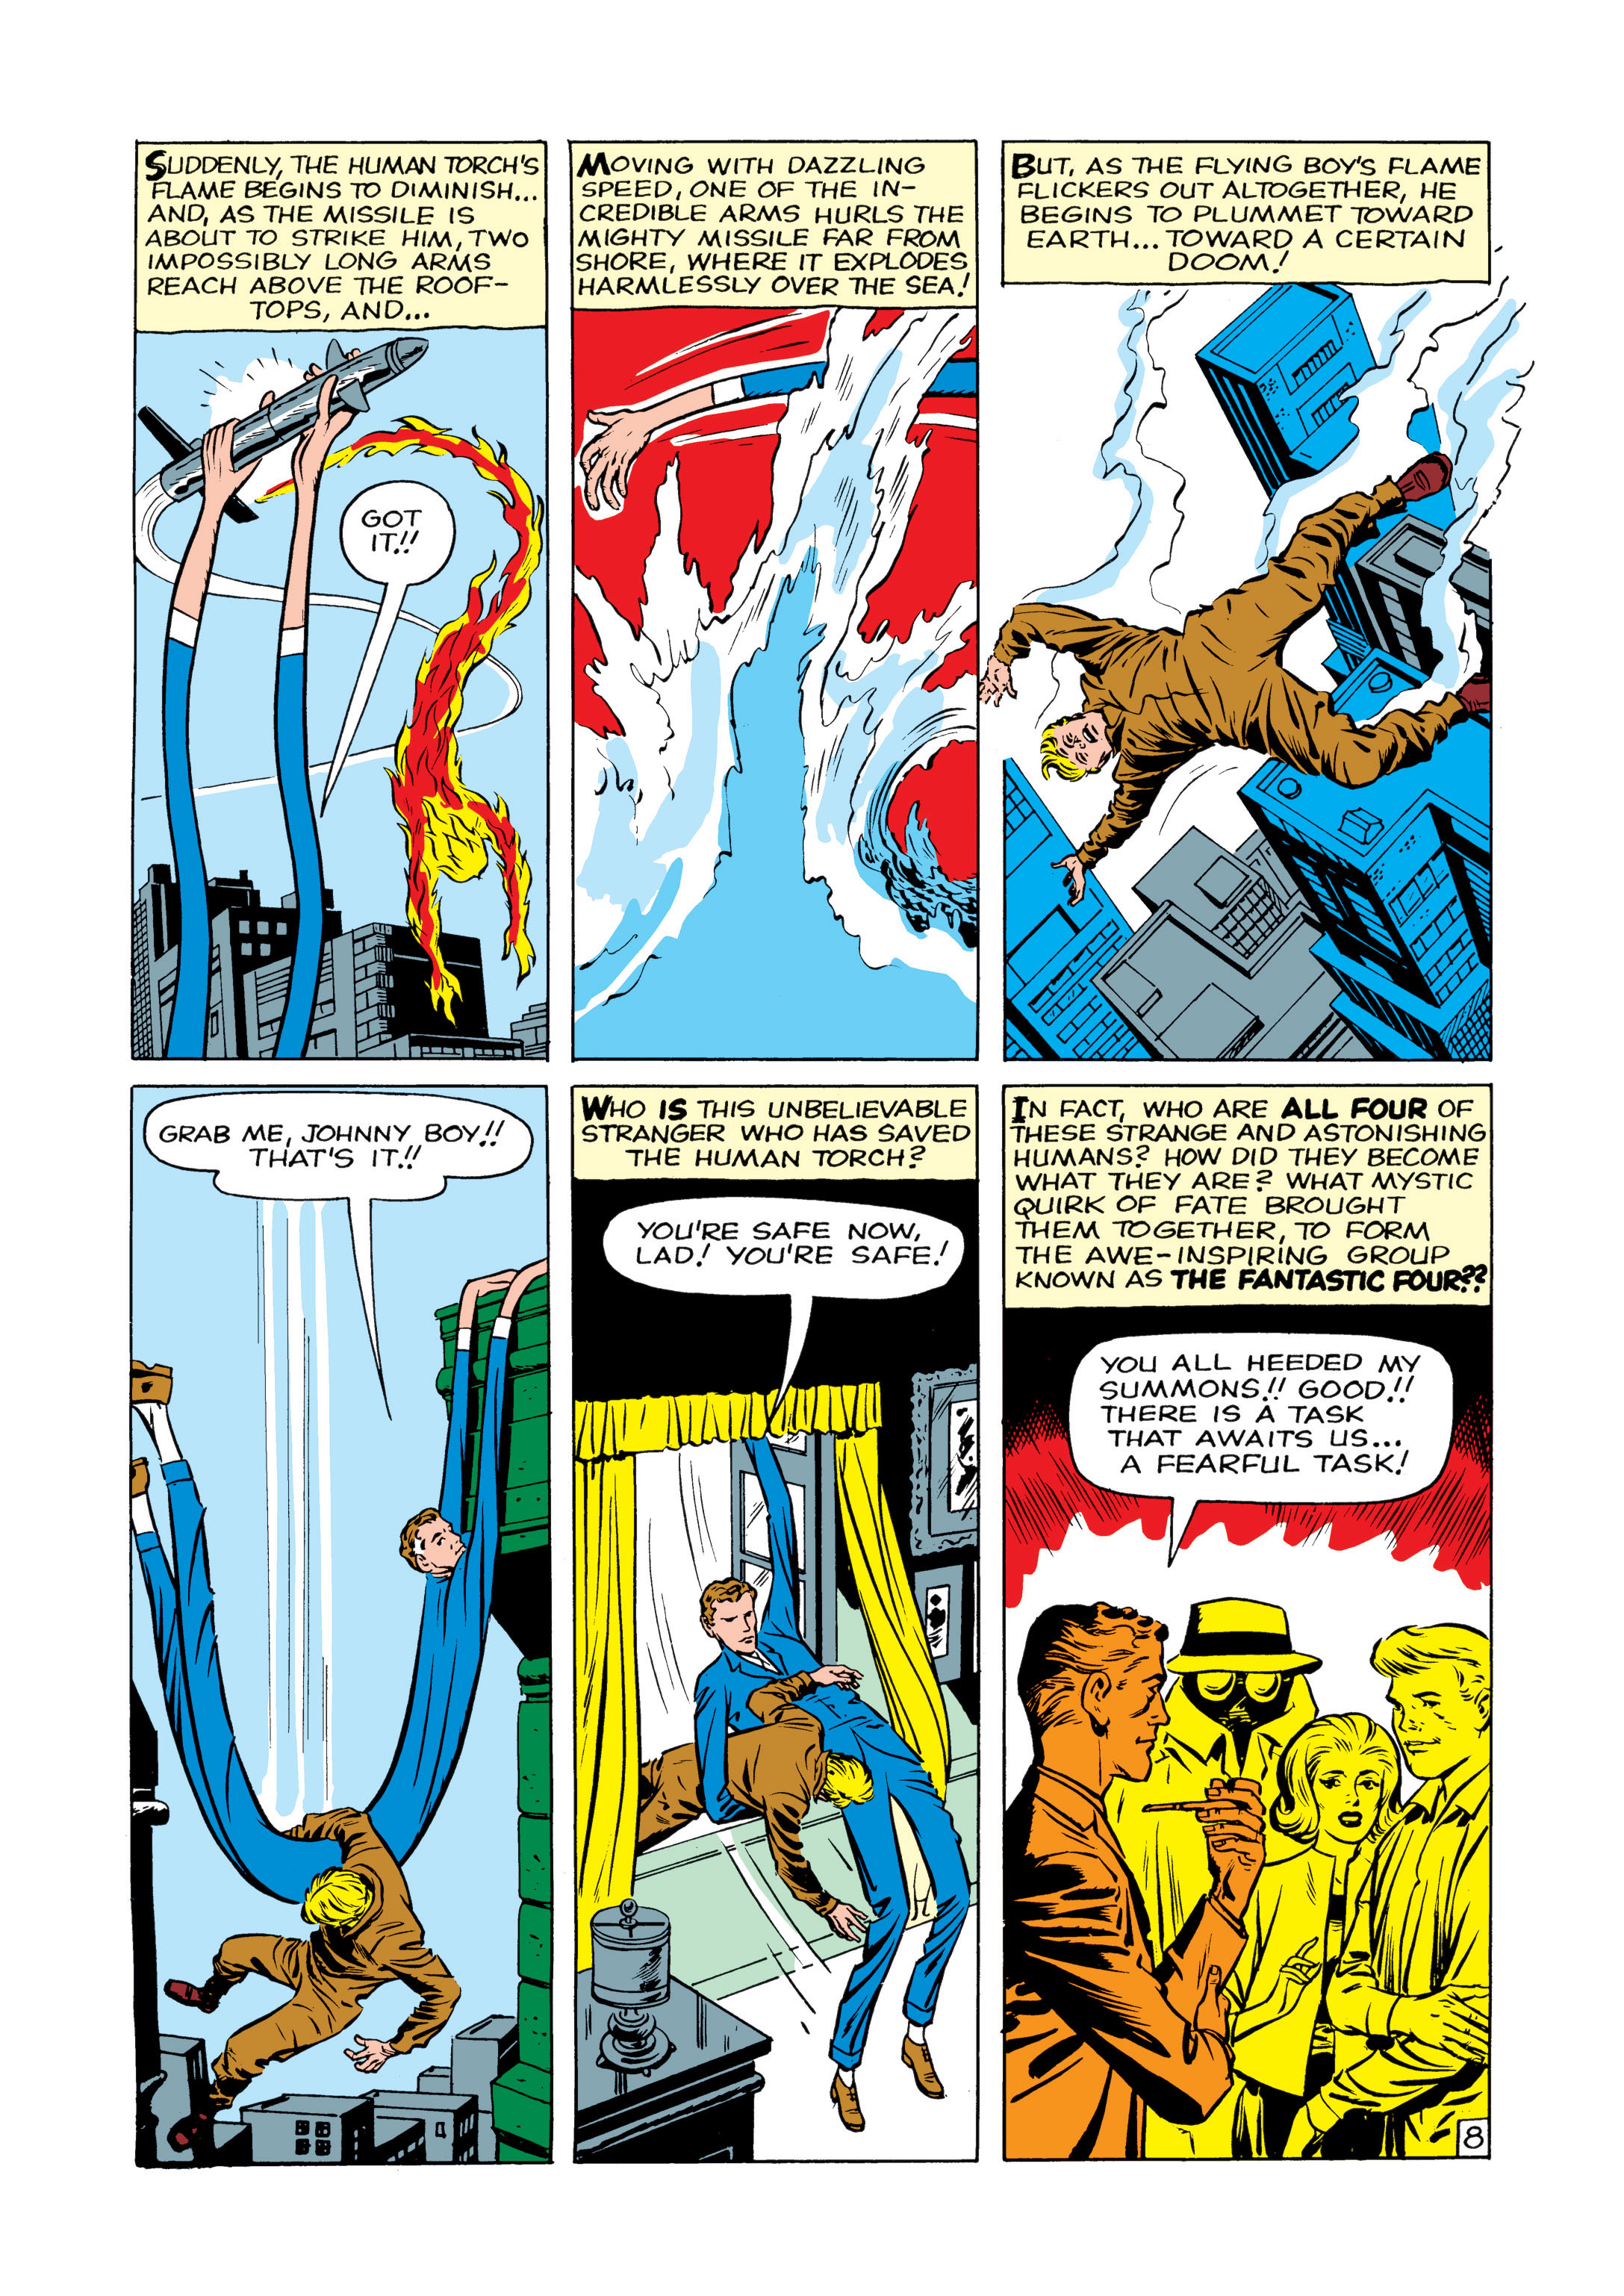 SUDDENLY, THE HUMAN TORCH'S
FLAME BEGINS TO DIMINISH...
AND, AS THE MISSILE IS
ABOUT TO STRIKE HIM, TWO
IMPOSSIBLY LONG ARMS
REACH ABOVE THE ROOF-
TOPS, AND...
GOT
IT!!
MOVING WITH DAZZLING
SPEED, ONE OF THE IN-
CREDIBLE ARMS HURLS THE
MIGHTY MISSILE FAR FROM
SHORE, WHERE IT EXPLODES
HARMLESSLY OVER THE SEA!
BUT, AS THE FLYING BOY'S FLAME
FLICKERS OUT ALTOGETHER, HE
BEGINS TO PLUMMET TOWARD
EARTH... TOWARD A CERTAIN
DOOM!
GRAB ME, JOHNNY BOY!!
THAT'S IT!!
WHO IS THIS UNBELIEVABLE
STRANGER WHO HAS SAVED
THE HUMAN TORCH?
YOU'RE SAFE NOW,
LAD! YOU'RE SAFE!
IN FACT, WHO ARE ALL FOUR OF
THESE STRANGE AND ASTONISHING
HUMANS? HOW DID THEY BECOME
WHAT THEY ARE? WHAT MYSTIC
QUIRK OF FATE BROUGHT
THEM TOGETHER, TO FORM
THE AWE-INSPIRING GROUP
KNOWN AS THE FANTASTIC FOUR??
YOU ALL HEEDED MY
SUMMONS!! GOOD!!
THERE IS A TASK
THAT AWAITS US...
A FEARFUL TASK!
8